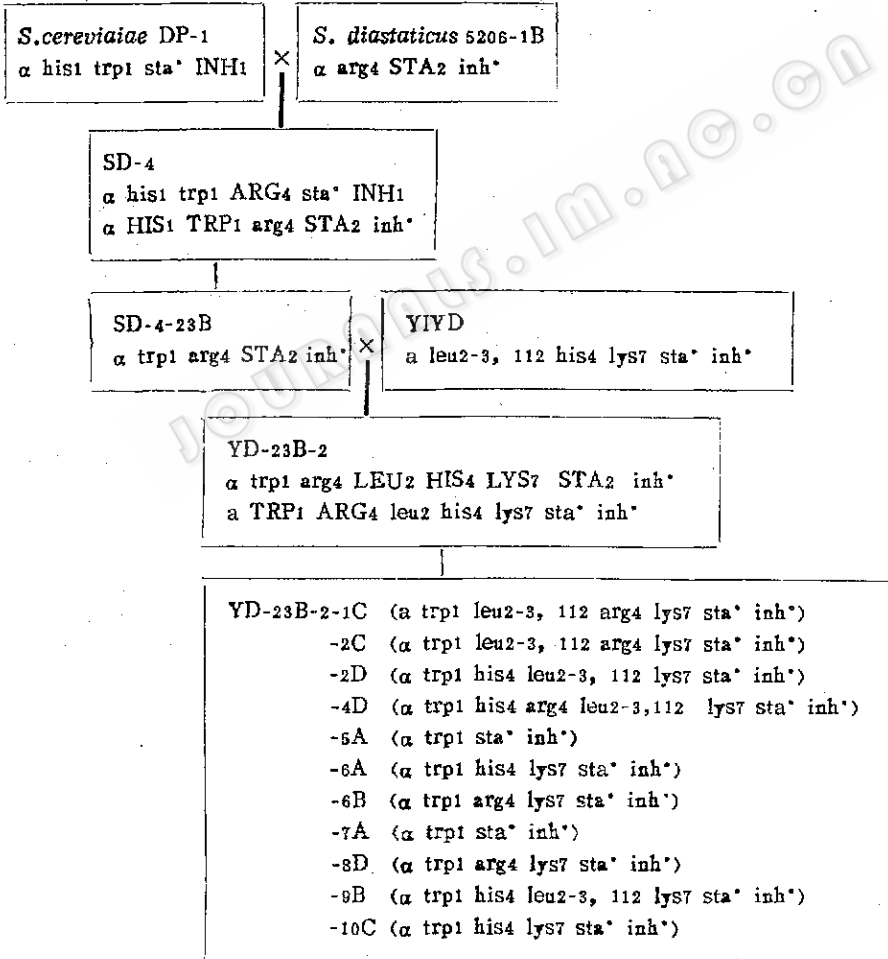 S.cereviaiae DP-1
α his1 trp1 sta° INH1
×
S. diastaticus 5206-1B
α arg4 STA2 inh°
SD-4
α his1 trp1 ARG4 sta° INH1
α HIS1 TRP1 arg4 STA2 inh°
SD-4-23B
α trp1 arg4 STA2 inh°
×
YIYD
a leu2-3, 112 his4 lys7 sta° inh°
YD-23B-2
α trp1 arg4 LEU2 HIS4 LYS7 STA2 inh°
a TRP1 ARG4 leu2 his4 lys7 sta° inh°
YD-23B-2-1C (a trp1 leu2-3, 112 arg4 lys7 sta° inh°)
-2C (α trp1 leu2-3, 112 arg4 lys7 sta° inh°)
-2D (α trp1 his4 leu2-3, 112 lys7 sta° inh°)
-4D (α trp1 his4 arg4 leu2-3,112 lys7 sta° inh°)
-5A (α trp1 sta° inh°)
-6A (α trp1 his4 lys7 sta° inh°)
-6B (α trp1 arg4 lys7 sta° inh°)
-7A (α trp1 sta° inh°)
-8D (α trp1 arg4 lys7 sta° inh°)
-9B (α trp1 his4 leu2-3, 112 lys7 sta° inh°)
-10C (α trp1 his4 lys7 sta° inh°)
JOURNALS.IM.AC.CN